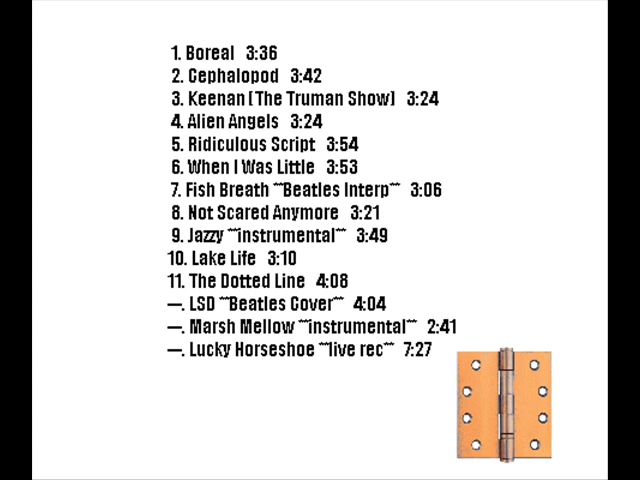 1. Boreal 3:36
2. Cephalopod 3:42
3. Keenan [The Truman Show] 3:24
4. Alien Angels 3:24
5. Ridiculous Script 3:54
6. When I Was Little 3:53
7. Fish Breath ~~Beatles Interp~~ 3:06
8. Not Scared Anymore 3:21
9. Jazzy ~~instrumental~~ 3:49
10. Lake Life 3:10
11. The Dotted Line 4:08
—. LSD ~~Beatles Cover~~ 4:04
—. Marsh Mellow ~~instrumental~~ 2:41
—. Lucky Horseshoe ~~live rec~~ 7:27